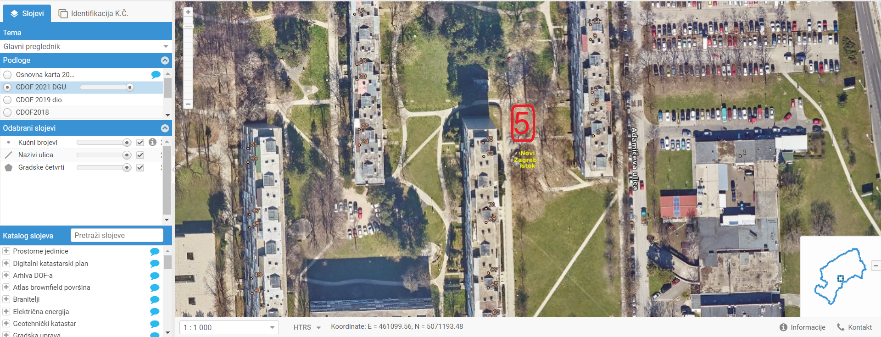 Slojevi
Identifikacija K.Č.
Tema
Glavni preglednik
Podloge
Osnovna karta 20...
CDOF 2021 DGU
CDOF 2019 dio
CDOF2018
Odabrani slojevi
Kućni brojevi
Nazivi ulica
Gradske četvrti
Katalog slojeva
Pretraži slojeve
Prostorne jedinice
Digitalni katastarski plan
Arhiva DOF-a
Atlas brownfield površina
Branitelji
Električna energija
Geotehnički katastar
Gradska uprava
5
Novi
Zagreb
istok
1 : 1 000
HTRS
Koordinate: E = 461099.56, N = 5071193.48
Informacije
Kontakt